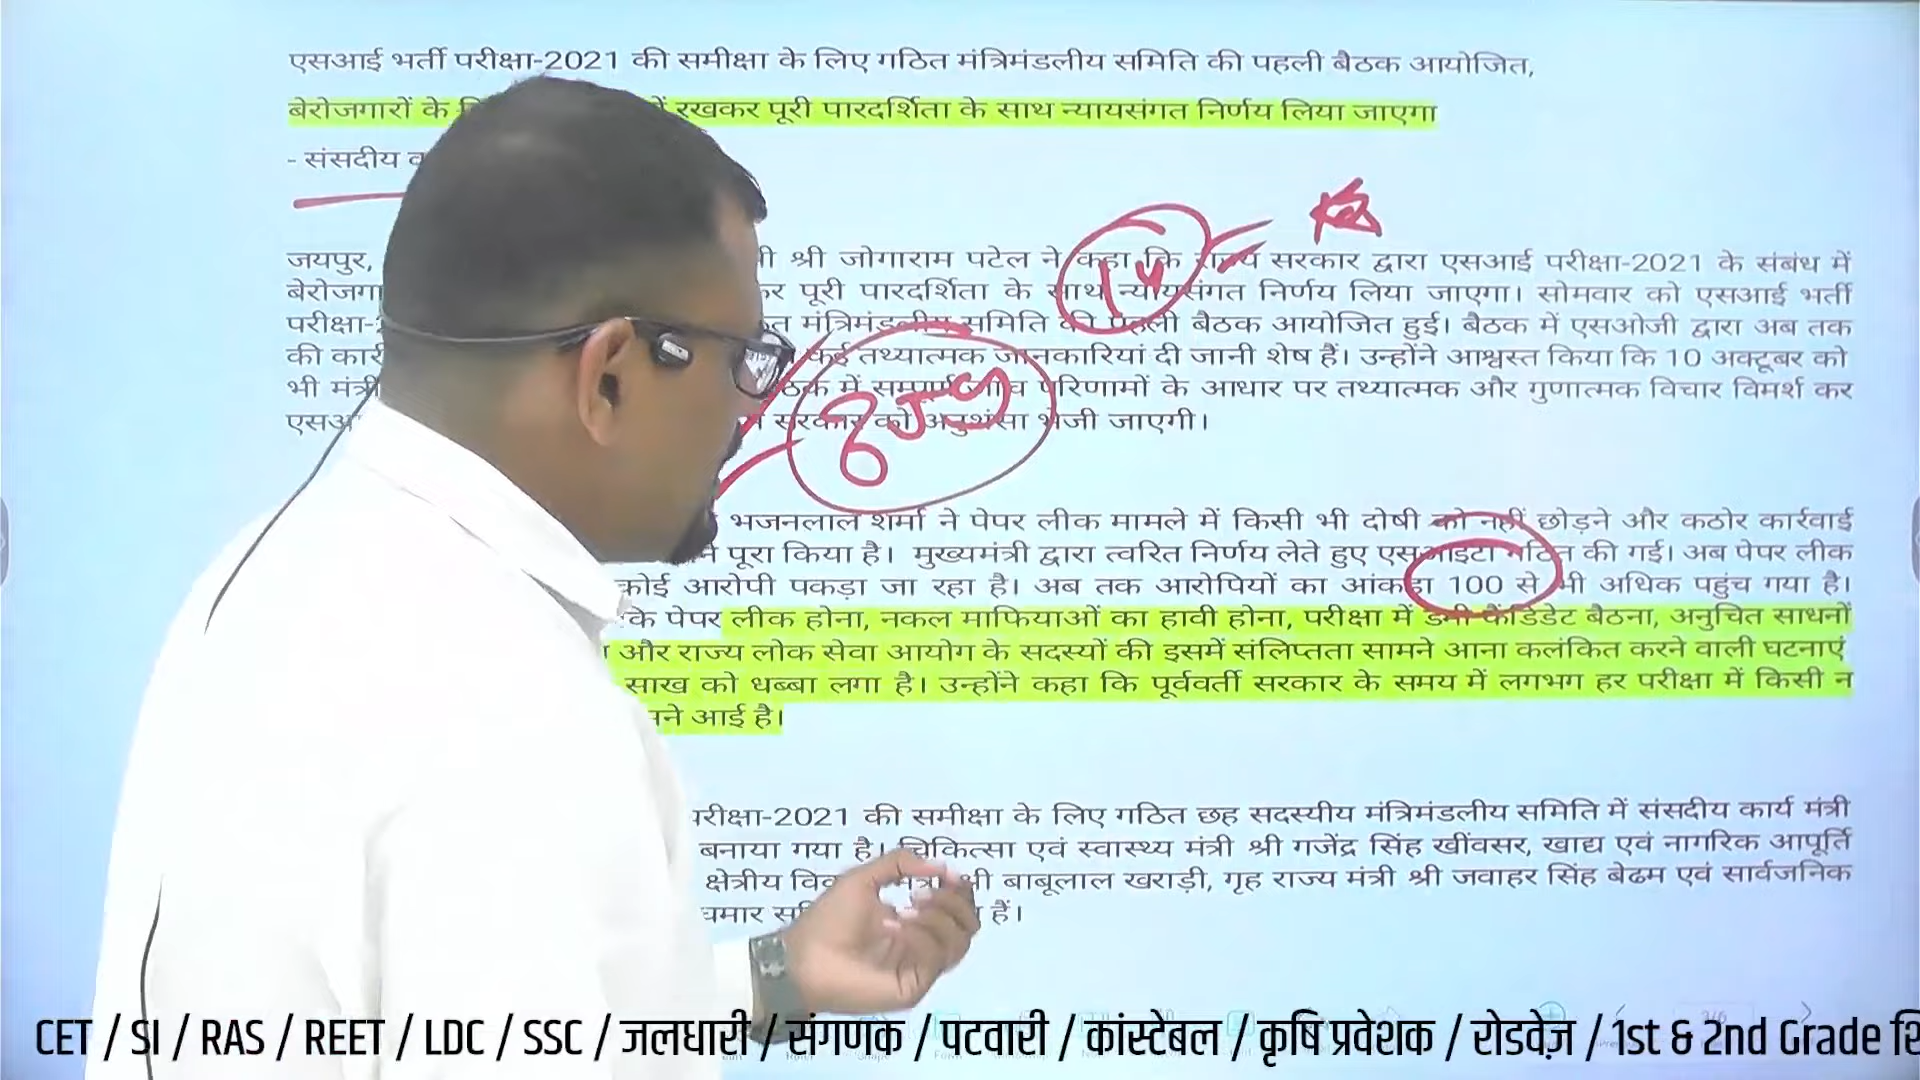 एसआई भर्ती परीक्षा-2021 की समीक्षा के लिए गठित मंत्रिमंडलीय समिति की पहली बैठक आयोजित,
बेरोजगारों के रखकर पूरी पारदर्शिता के साथ न्यायसंगत निर्णय लिया जाएगा
- संसदीय
जयपुर, श्री जोगाराम पटेल ने कहा कि राज्य सरकार द्वारा एसआई परीक्षा-2021 के संबंध में
पूरी पारदर्शिता के साथ न्यायसंगत निर्णय लिया जाएगा। सोमवार को एसआई भर्ती
मंत्रिमंडलीय समिति की पहली बैठक आयोजित हुई। बैठक में एसओजी द्वारा अब तक
की कई तथ्यात्मक जानकारियां दी जानी शेष हैं। उन्होंने आश्वस्त किया कि 10 अक्टूबर को
भी में सम्पूर्ण व परिणामों के आधार पर तथ्यात्मक और गुणात्मक विचार विमर्श कर
सरकार को अनुशंसा भेजी जाएगी।
भजनलाल शर्मा ने पेपर लीक मामले में किसी भी दोषी को नहीं छोड़ने और कठोर कार्रवाई
पूरा किया है। मुख्यमंत्री द्वारा त्वरित निर्णय लेते हुए एसआईटी गठित की गई। अब पेपर लीक
कोई आरोपी पकड़ा जा रहा है। अब तक आरोपियों का आंकड़ा 100 से भी अधिक पहुंच गया है।
कि पेपर लीक होना, नकल माफियाओं का हावी होना, परीक्षा में डमी कैंडिडेट बैठना, अनुचित साधनों
और राज्य लोक सेवा आयोग के सदस्यों की इसमें संलिप्तता सामने आना कलंकित करने वाली घटनाएं
साख को धब्बा लगा है। उन्होंने कहा कि पूर्ववर्ती सरकार के समय में लगभग हर परीक्षा में किसी न
आई है।
परीक्षा-2021 की समीक्षा के लिए गठित छह सदस्यीय मंत्रिमंडलीय समिति में संसदीय कार्य मंत्री
बनाया गया है। चिकित्सा एवं स्वास्थ्य मंत्री श्री गजेंद्र सिंह खींवसर, खाद्य एवं नागरिक आपूर्ति
क्षेत्रीय मंत्री श्री बाबूलाल खराड़ी, गृह राज्य मंत्री श्री जवाहर सिंह बेढम एवं सार्वजनिक
हैं।
CET / SI / RAS / REET / LDC / SSC / जलधारी / संगणक / पटवारी / कांस्टेबल / कृषि प्रवेशक / रोडवेज़ / 1st & 2nd Grade